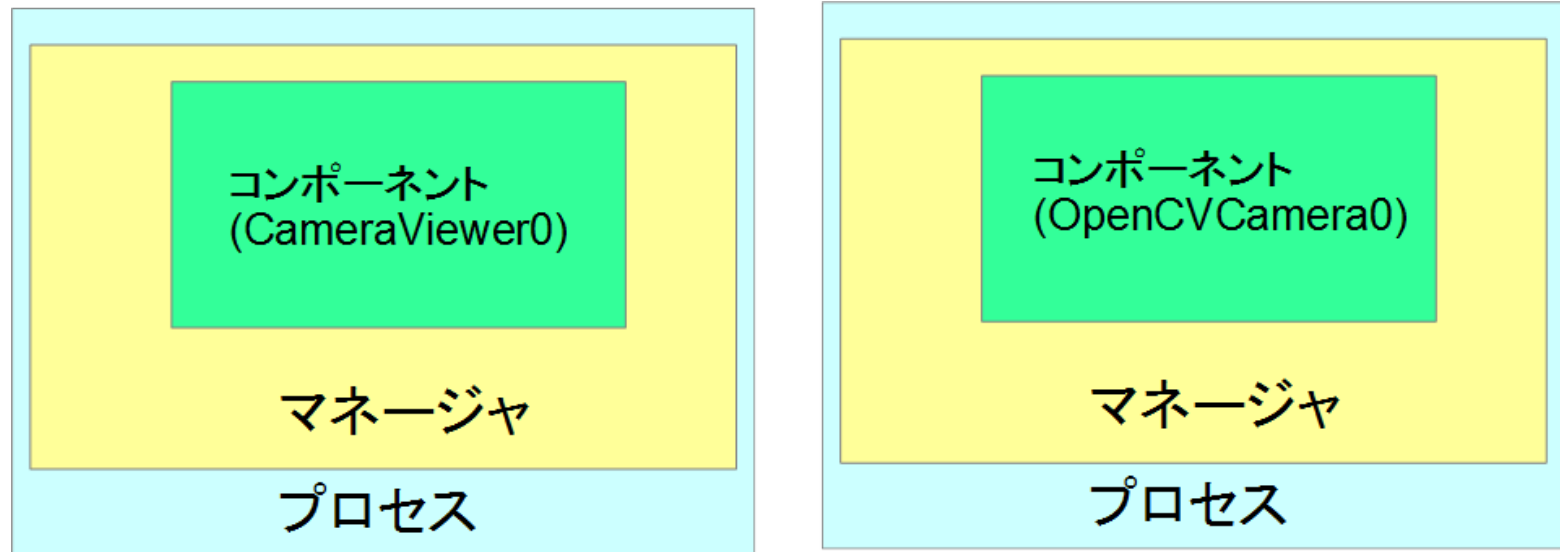 コンポーネント
(CameraViewer0)
マネージャ
プロセス
コンポーネント
(OpenCVCamera0)
マネージャ
プロセス